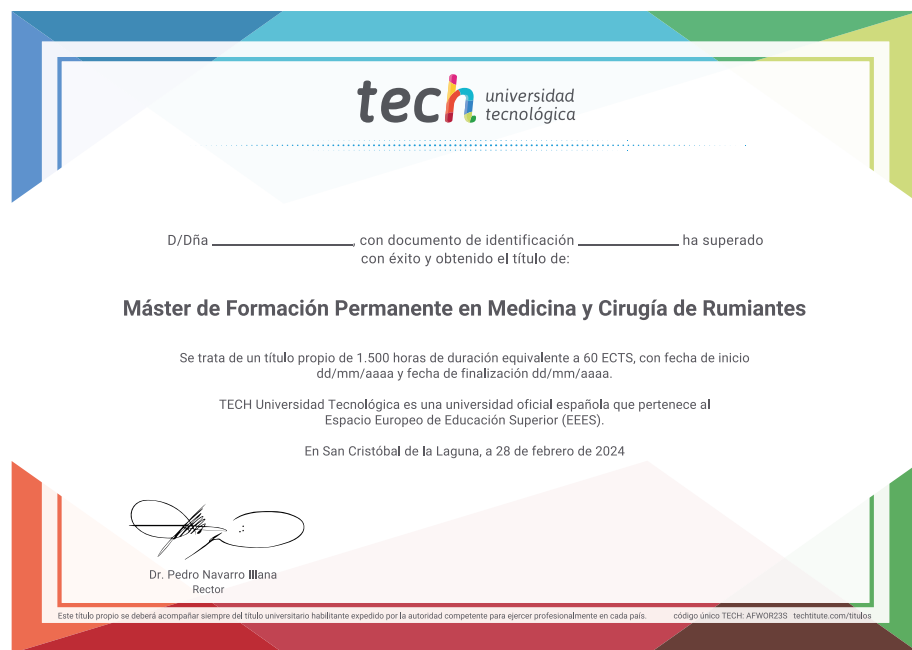 tech universidad
tecnológica
D/Dña ______________, con documento de identificación ______________ ha superado
con éxito y obtenido el título de:
Máster de Formación Permanente en Medicina y Cirugía de Rumiantes
Se trata de un título propio de 1.500 horas de duración equivalente a 60 ECTS, con fecha de inicio
dd/mm/aaaa y fecha de finalización dd/mm/aaaa.
TECH Universidad Tecnológica es una universidad oficial española que pertenece al
Espacio Europeo de Educación Superior (EEES).
En San Cristóbal de la Laguna, a 28 de febrero de 2024
Dr. Pedro Navarro Illana
Rector
Este título propio se deberá acompañar siempre del título universitario habilitante expedido por la autoridad competente para ejercer profesionalmente en cada país. código único TECH: AFWOR23S techtitute.com/titulos